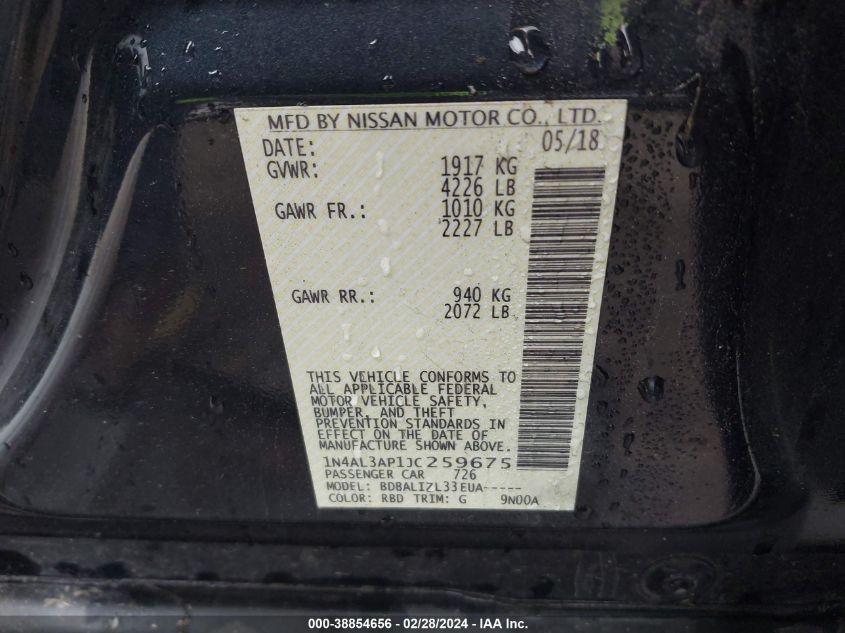 MFD BY NISSAN MOTOR CO., LTD.
DATE: 05/18
GVWR: 1917 KG
4226 LB
GAWR FR.: 1010 KG
2227 LB
GAWR RR.: 940 KG
2072 LB
THIS VEHICLE CONFORMS TO
ALL APPLICABLE FEDERAL
MOTOR VEHICLE SAFETY,
BUMPER, AND THEFT
PREVENTION STANDARDS IN
EFFECT ON THE DATE OF
MANUFACTURE SHOWN ABOVE.
1N4AL3AP1JC259675
PASSENGER CAR 726
MODEL: BDBALIZL33EUA-----
COLOR: RBD TRIM: G 9N00A
000-38854656 - 02/28/2024 - IAA Inc.